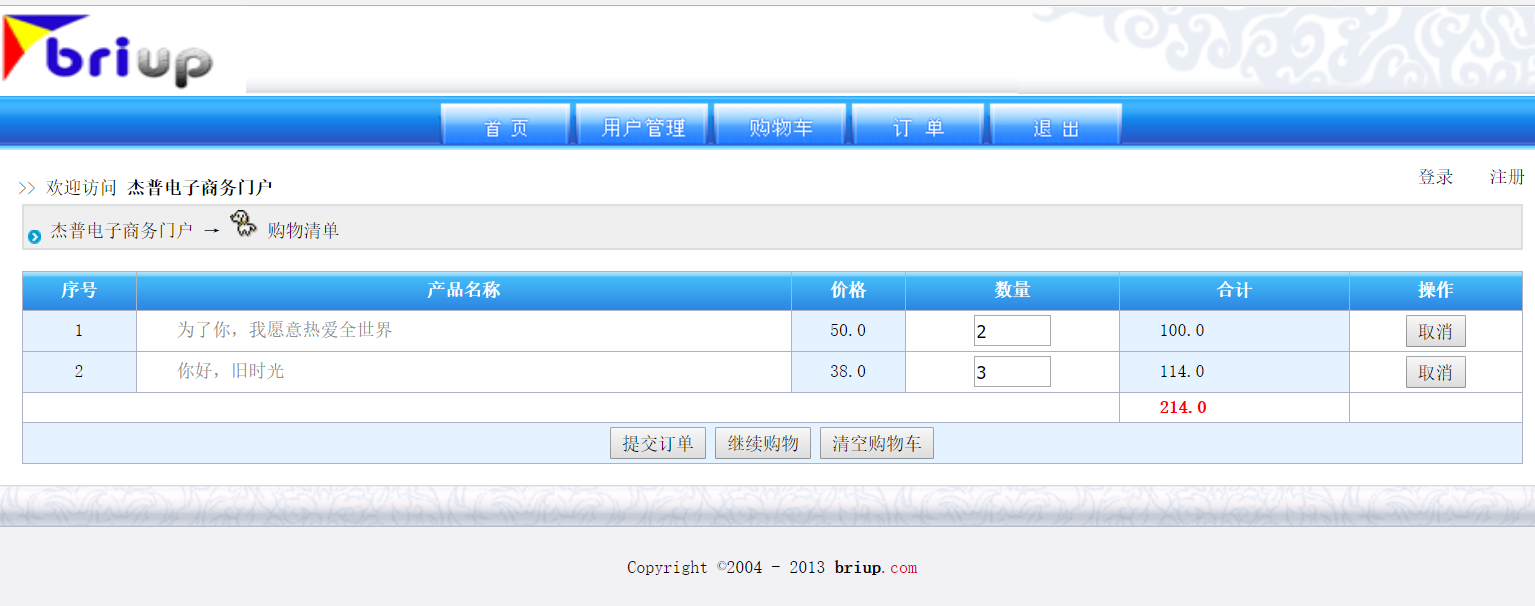 briup
首 页 用户管理 购物车 订 单 退 出
>> 欢迎访问 杰普电子商务门户 登录 注册
杰普电子商务门户 → 购物清单
序号 产品名称 价格 数量 合计 操作
1 为了你，我愿意热爱全世界 50.0 2 100.0 取消
2 你好，旧时光 38.0 3 114.0 取消
214.0
提交订单 继续购物 清空购物车
Copyright ©2004 - 2013 briup.com